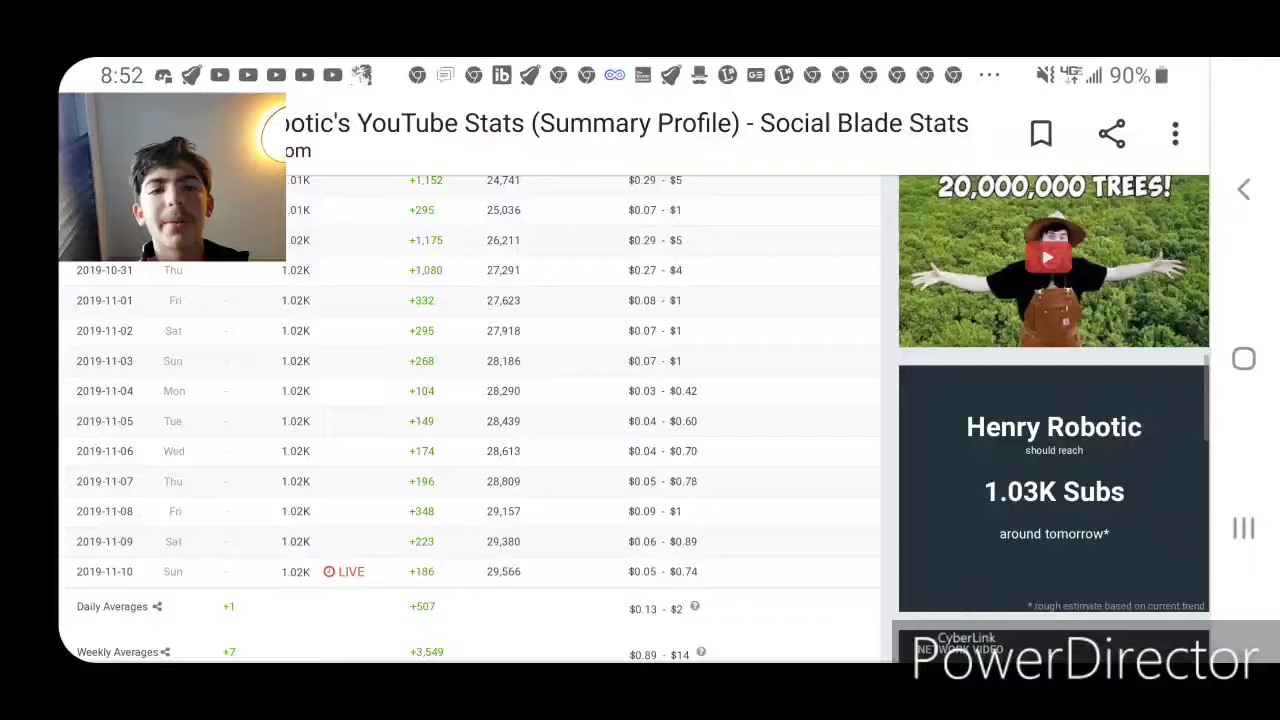 8:52 90%
botic's YouTube Stats (Summary Profile) - Social Blade Stats
om
.01K +1,152 24,741 $0.29 - $5
.01K +295 25,036 $0.07 - $1
.02K +1,175 26,211 $0.29 - $5
2019-10-31 Thu 1.02K +1,080 27,291 $0.27 - $4
2019-11-01 Fri - 1.02K +332 27,623 $0.08 - $1
2019-11-02 Sat - 1.02K +295 27,918 $0.07 - $1
2019-11-03 Sun - 1.02K +268 28,186 $0.07 - $1
2019-11-04 Mon - 1.02K +104 28,290 $0.03 - $0.42
2019-11-05 Tue - 1.02K +149 28,439 $0.04 - $0.60
2019-11-06 Wed - 1.02K +174 28,613 $0.04 - $0.70
2019-11-07 Thu - 1.02K +196 28,809 $0.05 - $0.78
2019-11-08 Fri - 1.02K +348 29,157 $0.09 - $1
2019-11-09 Sat - 1.02K +223 29,380 $0.06 - $0.89
2019-11-10 Sun - 1.02K LIVE +186 29,566 $0.05 - $0.74
Daily Averages +1 +507 $0.13 - $2
Weekly Averages +7 +3,549 $0.89 - $14
20,000,000 TREES!
Henry Robotic
should reach
1.03K Subs
around tomorrow*
* rough estimate based on current trend
CyberLink
NETWORK VIDEO
PowerDirector